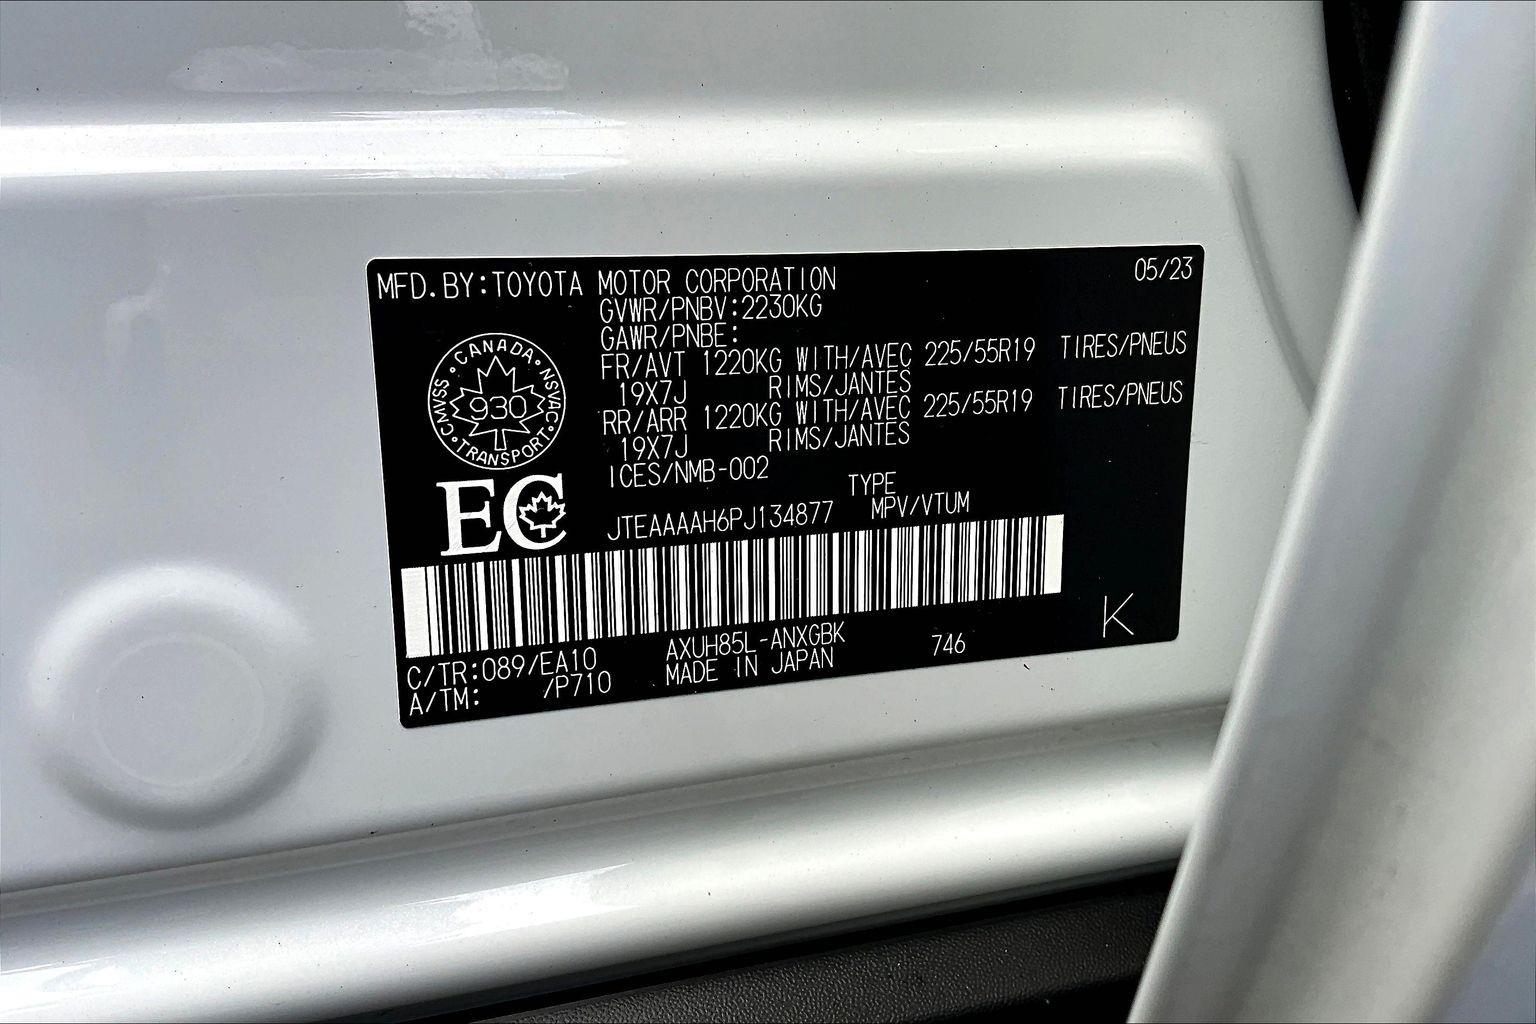 MFD.BY:TOYOTA MOTOR CORPORATION 05/23
GVWR/PNBV:2230KG
GAWR/PNBE:
FR/AVT 1220KG WITH/AVEC 225/55R19 TIRES/PNEUS
19X7J RIMS/JANTES
RR/ARR 1220KG WITH/AVEC 225/55R19 TIRES/PNEUS
19X7J RIMS/JANTES
ICES/NMB-002
CANADA · NSVAC · TRANSPORT · CMVSS ·
930
EC
TYPE
JTEAAAAH6PJ134877 MPV/VTUM
C/TR:089/EA10 AXUH85L-ANXGBK 746 K
A/TM: /P710 MADE IN JAPAN